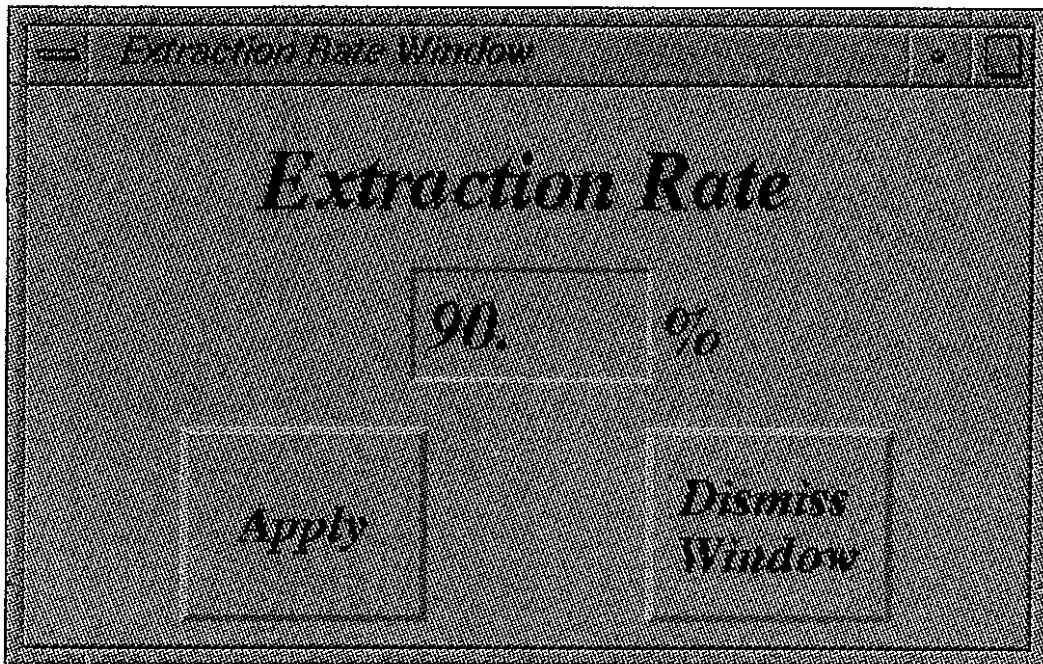 Extraction Rate Window
Extraction Rate
90. %
Apply
Dismiss
Window